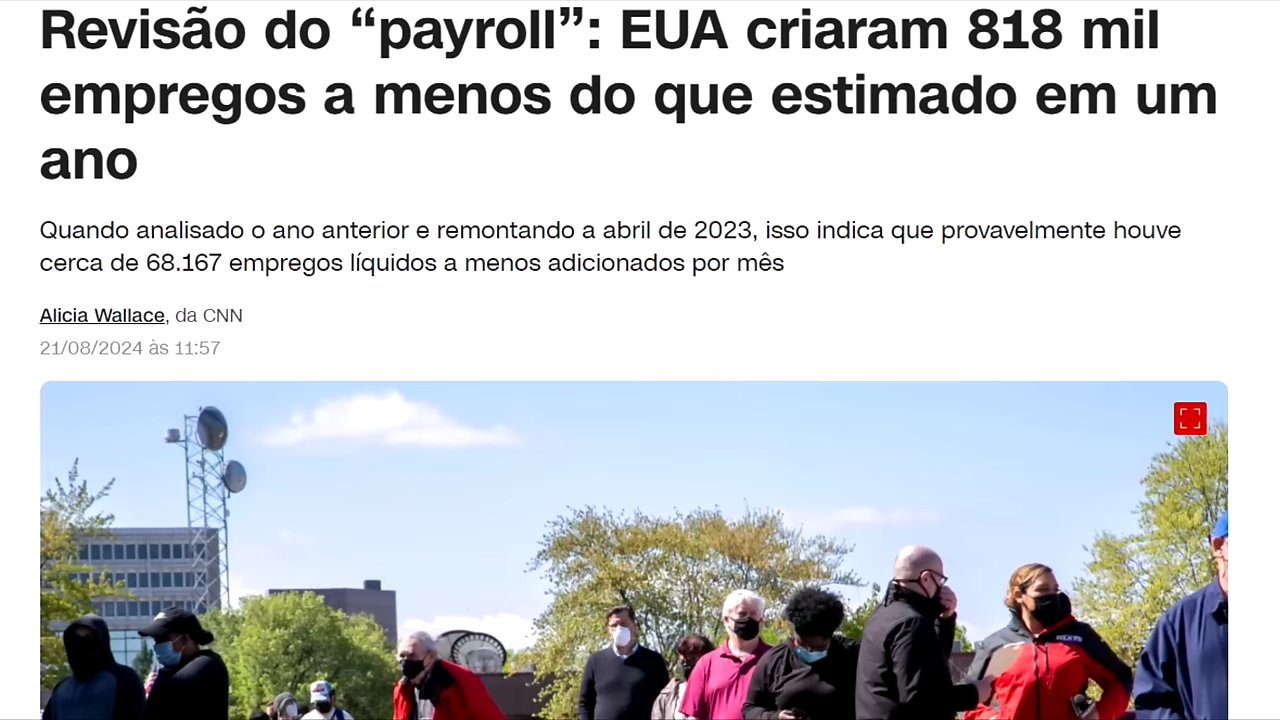 Revisão do “payroll”: EUA criaram 818 mil
empregos a menos do que estimado em um
ano
Quando analisado o ano anterior e remontando a abril de 2023, isso indica que provavelmente houve
cerca de 68.167 empregos líquidos a menos adicionados por mês
Alicia Wallace, da CNN
21/08/2024 às 11:57